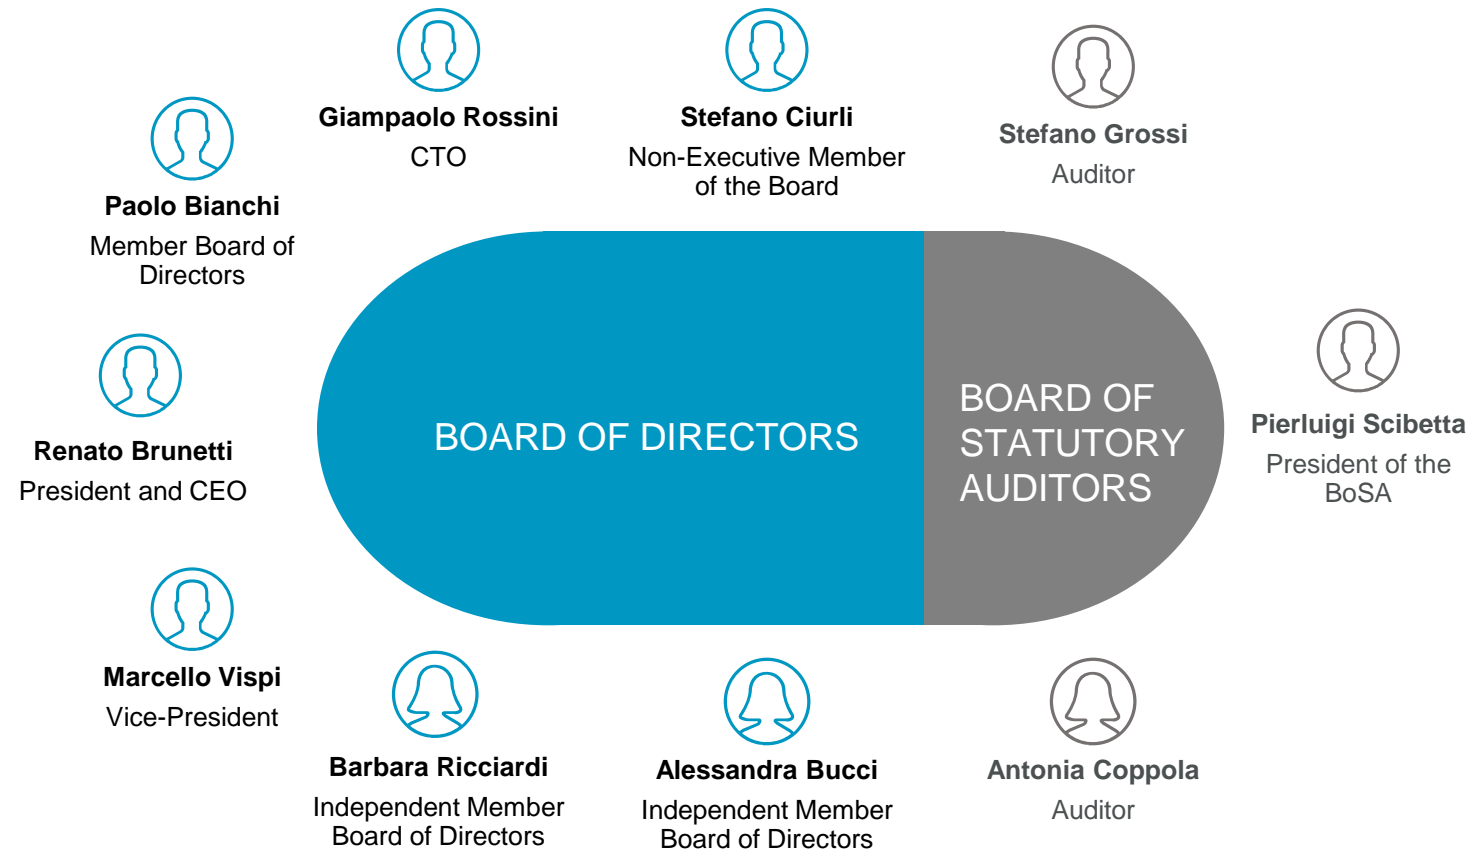 Giampaolo Rossini
CTO
Stefano Ciurli
Non-Executive Member
of the Board
Stefano Grossi
Auditor
Paolo Bianchi
Member Board of
Directors
Renato Brunetti
President and CEO
BOARD OF DIRECTORS
BOARD OF
STATUTORY
AUDITORS
Pierluigi Scibetta
President of the
BoSA
Marcello Vispi
Vice-President
Barbara Ricciardi
Independent Member
Board of Directors
Alessandra Bucci
Independent Member
Board of Directors
Antonia Coppola
Auditor